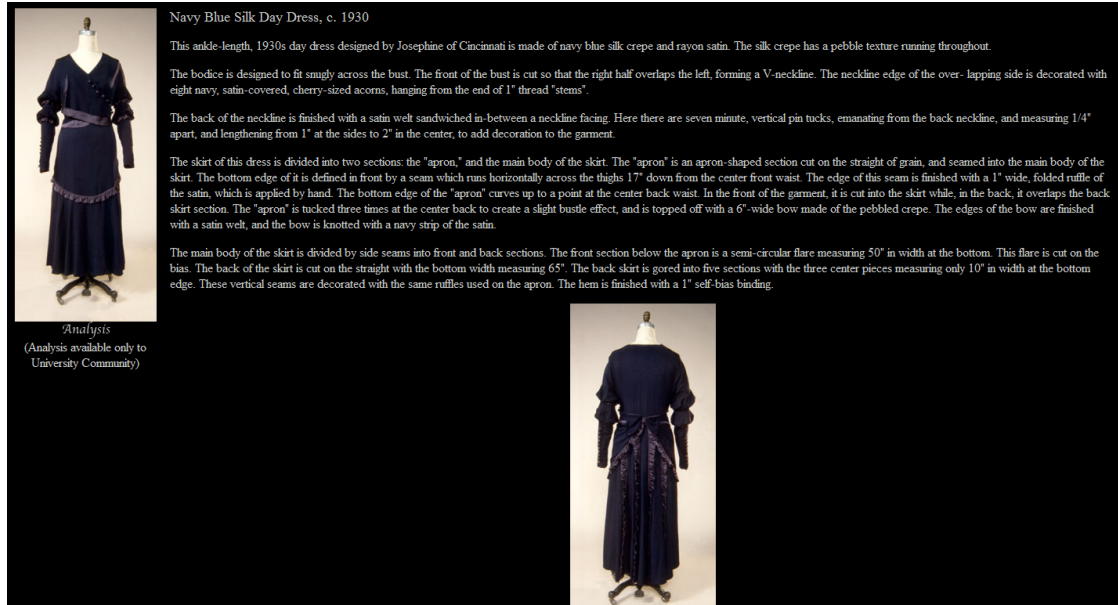 Navy Blue Silk Day Dress, c. 1930
This ankle-length, 1930s day dress designed by Josephine of Cincinnati is made of navy blue silk crepe and rayon satin. The silk crepe has a pebble texture running throughout.
The bodice is designed to fit snugly across the bust. The front of the bust is cut so that the right half overlaps the left, forming a V-neckline. The neckline edge of the over- lapping side is decorated with
eight navy, satin-covered, cherry-sized acorns, hanging from the end of 1" thread "stems".
The back of the neckline is finished with a satin welt sandwiched in-between a neckline facing. Here there are seven minute, vertical pin tucks, emanating from the back neckline, and measuring 1/4"
apart, and lengthening from 1" at the sides to 2" in the center, to add decoration to the garment.
The skirt of this dress is divided into two sections: the "apron," and the main body of the skirt. The "apron" is an apron-shaped section cut on the straight of grain, and seamed into the main body of the
skirt. The bottom edge of it is defined in front by a seam which runs horizontally across the thighs 17" down from the center front waist. The edge of this seam is finished with a 1" wide, folded ruffle of
the satin, which is applied by hand. The bottom edge of the "apron" curves up to a point at the center back waist. In the front of the garment, it is cut into the skirt while, in the back, it overlaps the back
skirt section. The "apron" is tucked three times at the center back to create a slight bustle effect, and is topped off with a 6"-wide bow made of the pebbled crepe. The edges of the bow are finished
with a satin welt, and the bow is knotted with a navy strip of the satin.
The main body of the skirt is divided by side seams into front and back sections. The front section below the apron is a semi-circular flare measuring 50" in width at the bottom. This flare is cut on the
bias. The back of the skirt is cut on the straight with the bottom width measuring 65". The back skirt is gored into five sections with the three center pieces measuring only 10" in width at the bottom
edge. These vertical seams are decorated with the same ruffles used on the apron. The hem is finished with a 1" self-bias binding.
Analysis
(Analysis available only to
University Community)